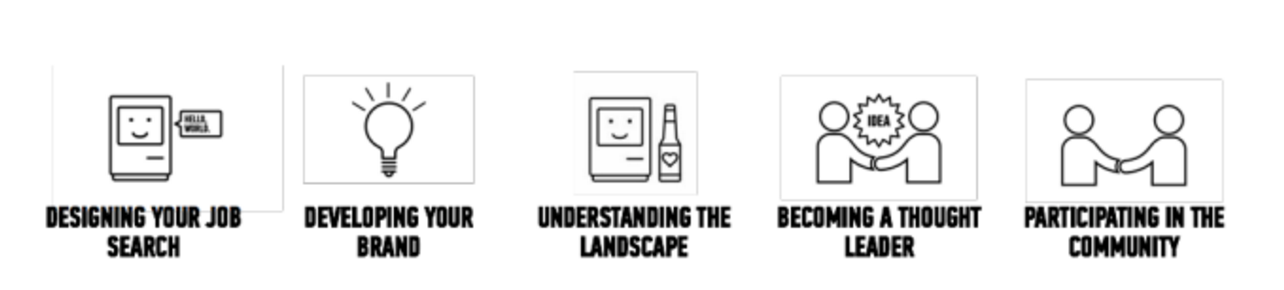 HELLO,
WORLD.
IDEA
DESIGNING YOUR JOB
SEARCH
DEVELOPING YOUR
BRAND
UNDERSTANDING THE
LANDSCAPE
BECOMING A THOUGHT
LEADER
PARTICIPATING IN THE
COMMUNITY